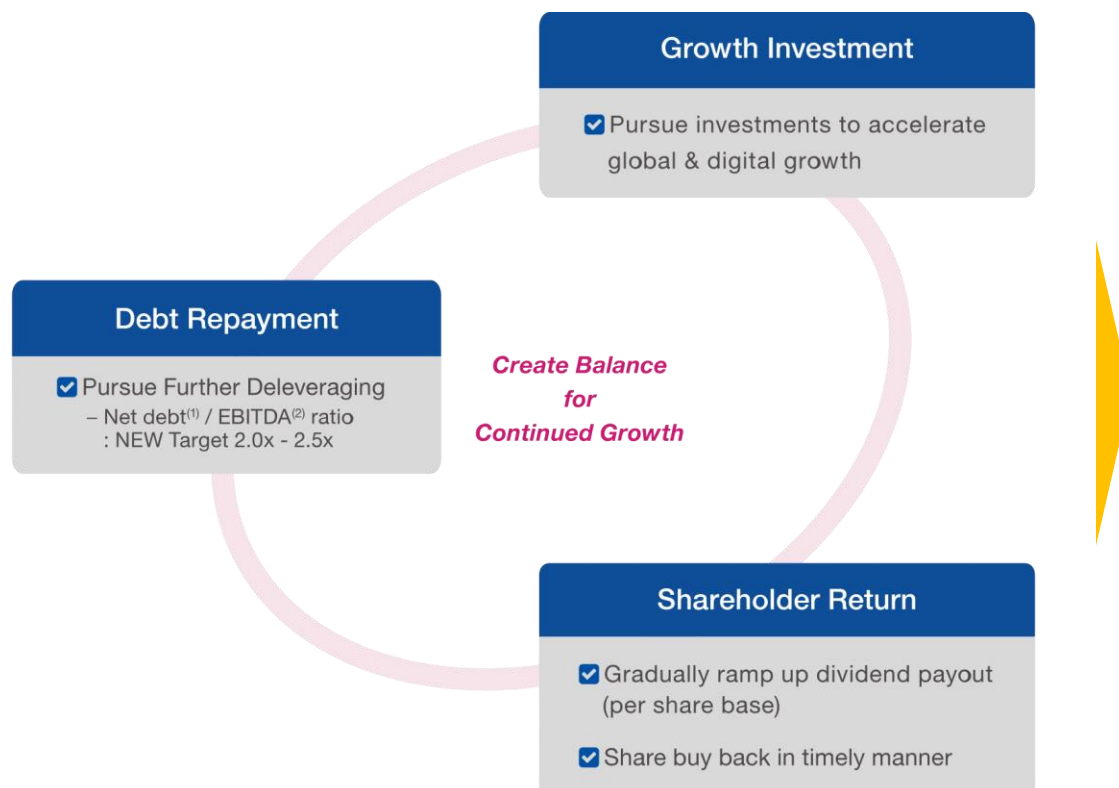 Growth Investment
Pursue investments to accelerate
global & digital growth
Debt Repayment
Pursue Further Deleveraging
– Net debt(1) / EBITDA(2) ratio
: NEW Target 2.0x - 2.5x
Create Balance
for
Continued Growth
Shareholder Return
Gradually ramp up dividend payout
(per share base)
Share buy back in timely manner